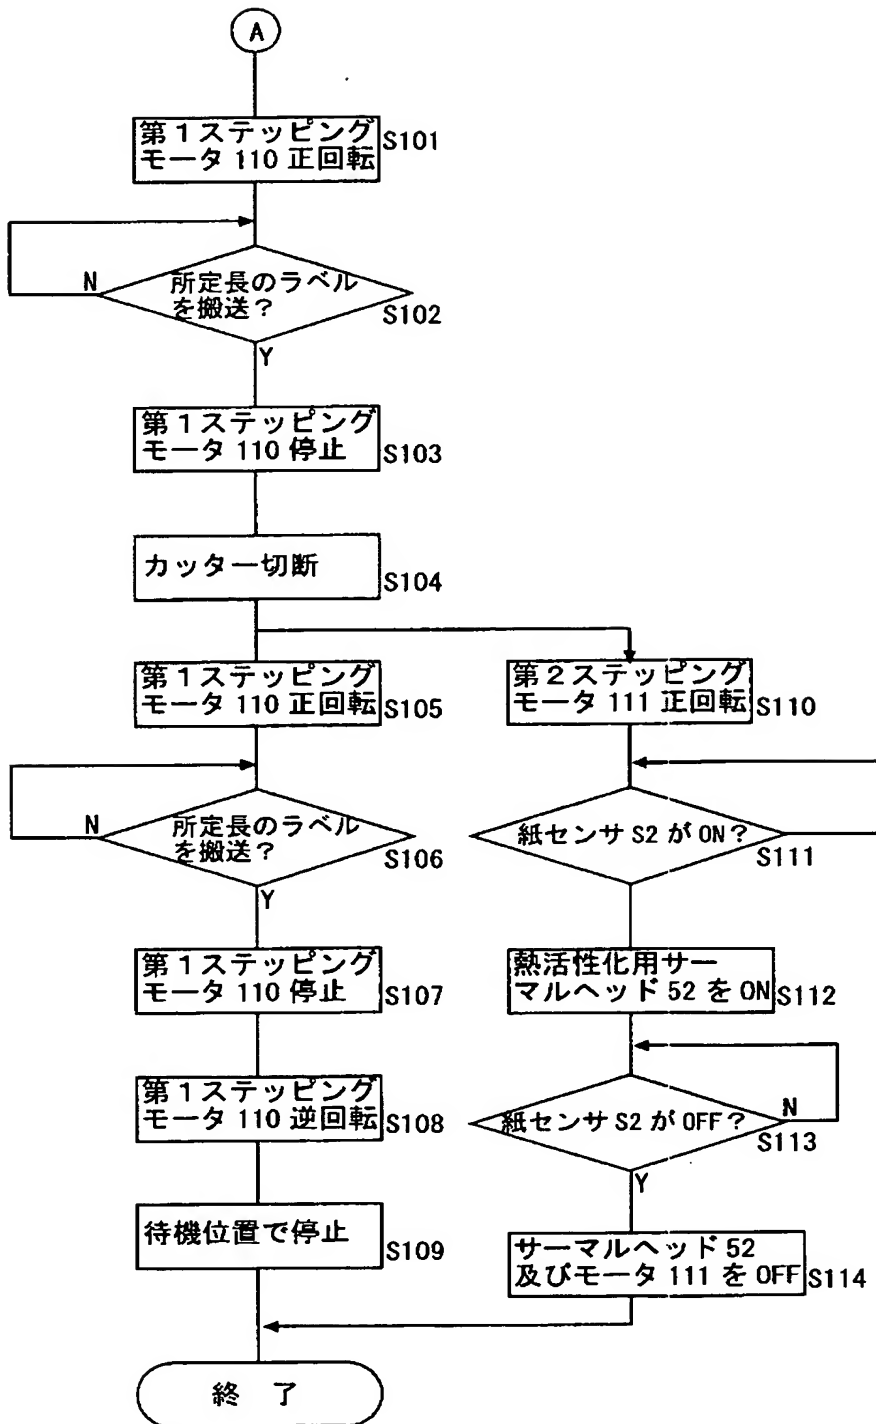 A
第1ステッピング
モータ 110 正回転
S101
N
所定長のラベル
を搬送？
S102
Y
第1ステッピング
モータ 110 停止
S103
カッター切断
S104
第1ステッピング
モータ 110 正回転
S105
N
所定長のラベル
を搬送？
S106
Y
第1ステッピング
モータ 110 停止
S107
第1ステッピング
モータ 110 逆回転
S108
待機位置で停止
S109
第2ステッピング
モータ 111 正回転
S110
紙センサ S2 が ON？
S111
熱活性化用サー
マルヘッド 52 を ON
S112
紙センサ S2 が OFF？
N
S113
Y
サーマルヘッド 52
及びモータ 111 を OFF
S114
終 了